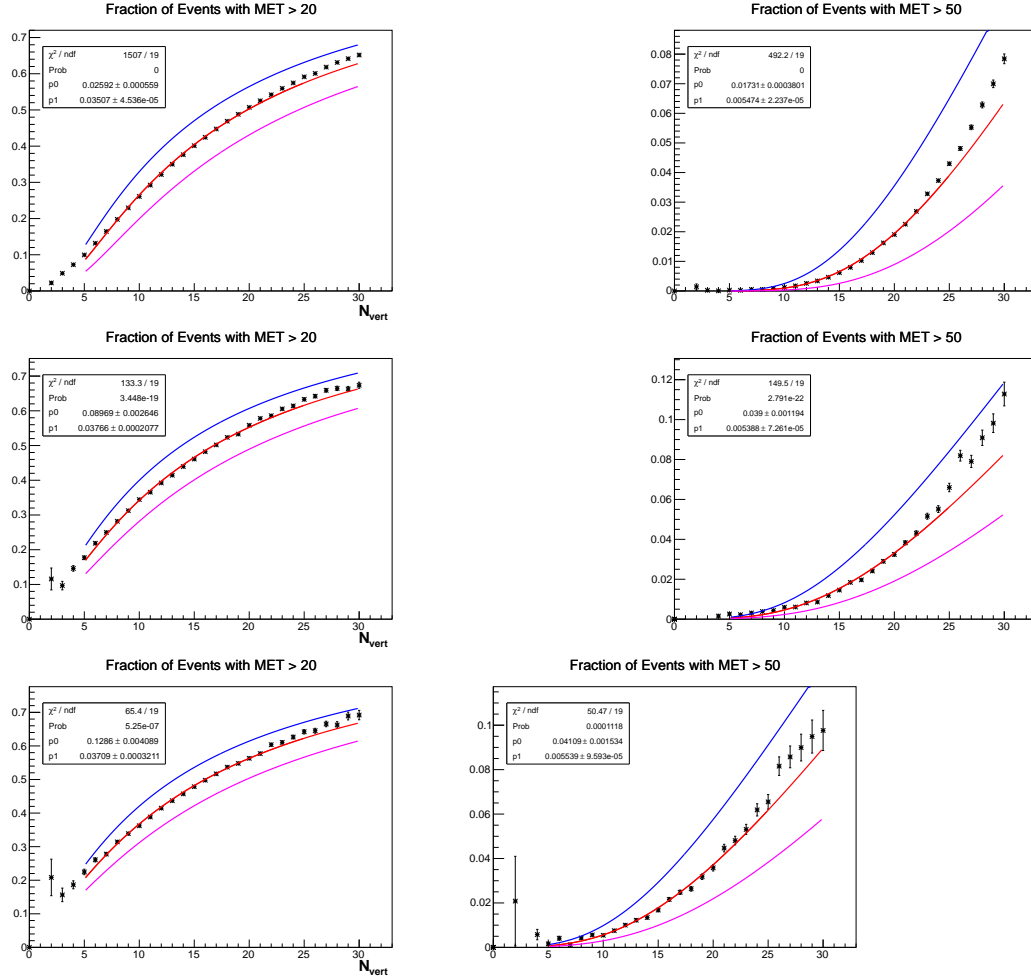 Fraction of Events with MET > 20
χ² / ndf 1507 / 19
Prob 0
p0 0.02592 ± 0.000559
p1 0.03507 ± 4.536e-05
0.7
0.6
0.5
0.4
0.3
0.2
0.1
0
0 5 10 15 20 25 30
N_vert
Fraction of Events with MET > 50
χ² / ndf 492.2 / 19
Prob 0
p0 0.01731 ± 0.0003801
p1 0.005474 ± 2.237e-05
0.08
0.07
0.06
0.05
0.04
0.03
0.02
0.01
0
0 5 10 15 20 25 30
Fraction of Events with MET > 20
χ² / ndf 133.3 / 19
Prob 3.448e-19
p0 0.08969 ± 0.002646
p1 0.03766 ± 0.0002077
0.7
0.6
0.5
0.4
0.3
0.2
0.1
0
0 5 10 15 20 25 30
N_vert
Fraction of Events with MET > 50
χ² / ndf 149.5 / 19
Prob 2.791e-22
p0 0.039 ± 0.001194
p1 0.005388 ± 7.261e-05
0.12
0.1
0.08
0.06
0.04
0.02
0
0 5 10 15 20 25 30
Fraction of Events with MET > 20
χ² / ndf 65.4 / 19
Prob 5.25e-07
p0 0.1286 ± 0.004089
p1 0.03709 ± 0.0003211
0.7
0.6
0.5
0.4
0.3
0.2
0.1
0
0 5 10 15 20 25 30
N_vert
Fraction of Events with MET > 50
χ² / ndf 50.47 / 19
Prob 0.0001118
p0 0.04109 ± 0.001534
p1 0.005539 ± 9.593e-05
0.1
0.08
0.06
0.04
0.02
0
0 5 10 15 20 25 30